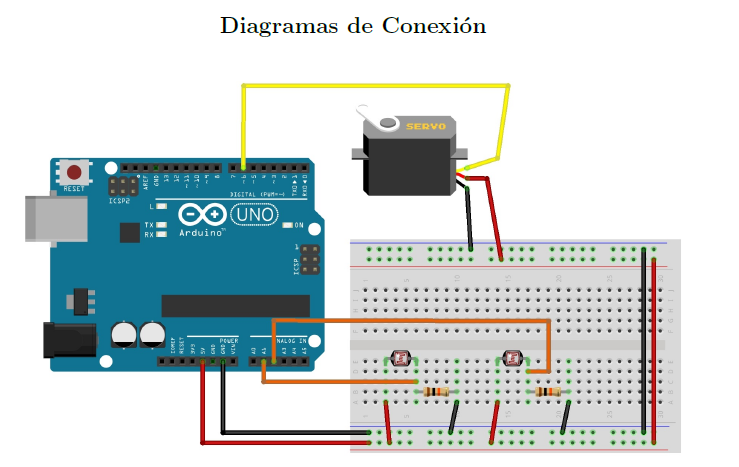 Diagramas de Conexión
SERVO
RESET
ICSP2
AREF
GND
13
12
~11
~10
~9
8
7
~6
~5
4
~3
2
TX▸1
RX◂0
DIGITAL (PWM=~)
L
TX
RX
UNO
Arduino
ON
ICSP
1
IOREF
RESET
3V3
5V
GND
GND
VIN
POWER
ANALOG IN
A0
A1
A2
A3
A4
A5